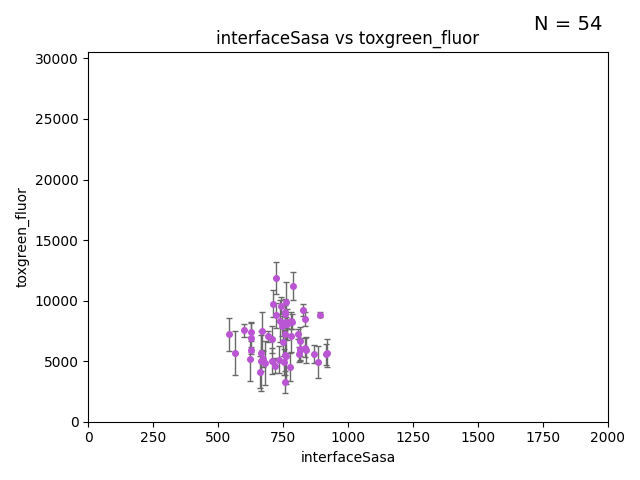 N = 54
interfaceSasa vs toxgreen_fluor
30000
25000
20000
15000
10000
5000
0
toxgreen_fluor
0 250 500 750 1000 1250 1500 1750 2000
interfaceSasa